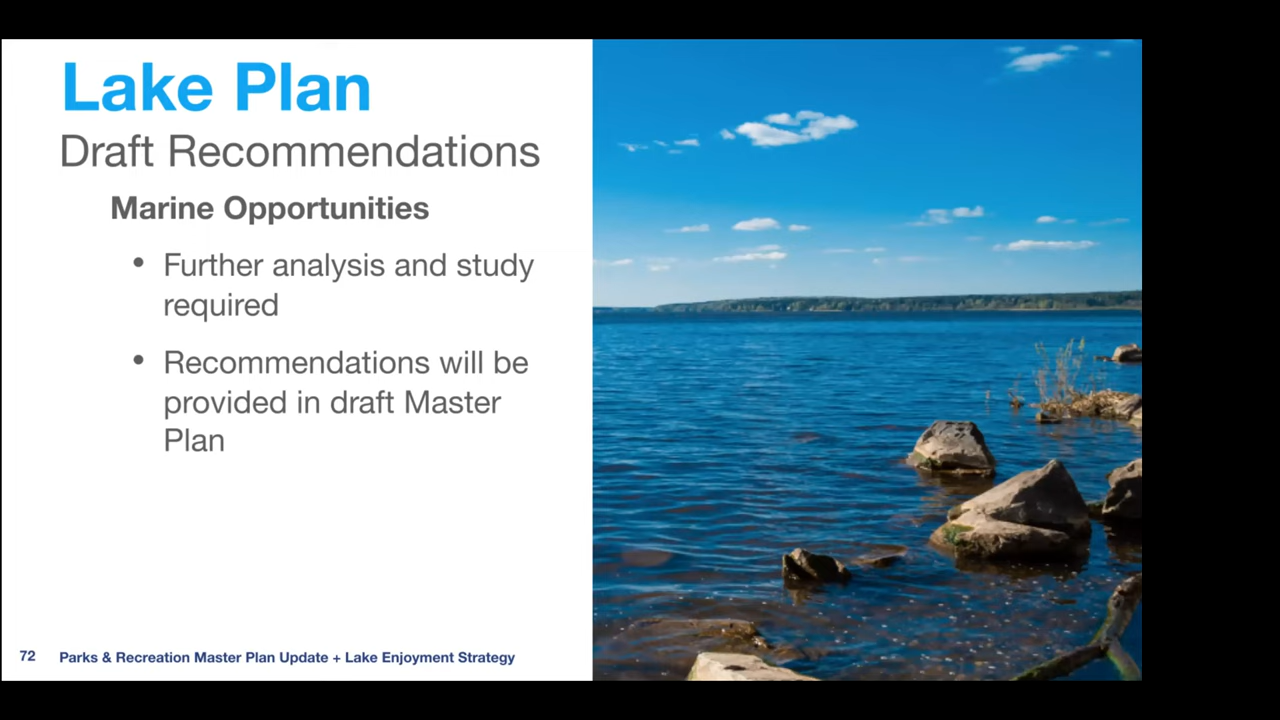 Lake Plan
Draft Recommendations
Marine Opportunities
• Further analysis and study
required
• Recommendations will be
provided in draft Master
Plan
72 Parks & Recreation Master Plan Update + Lake Enjoyment Strategy